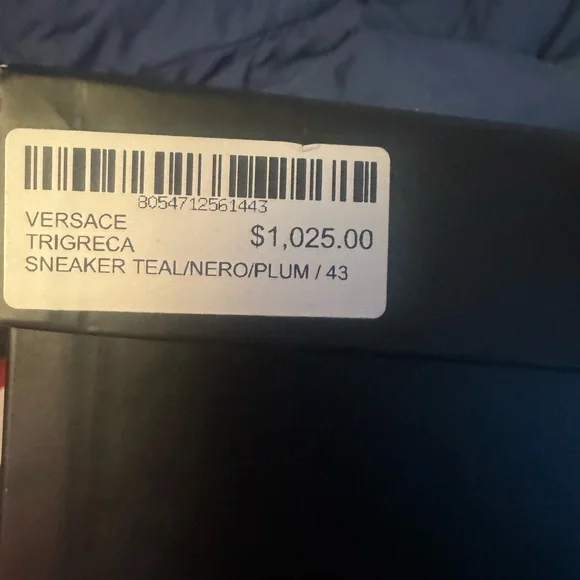 8054712561443
VERSACE
TRIGRECA $1,025.00
SNEAKER TEAL/NERO/PLUM / 43